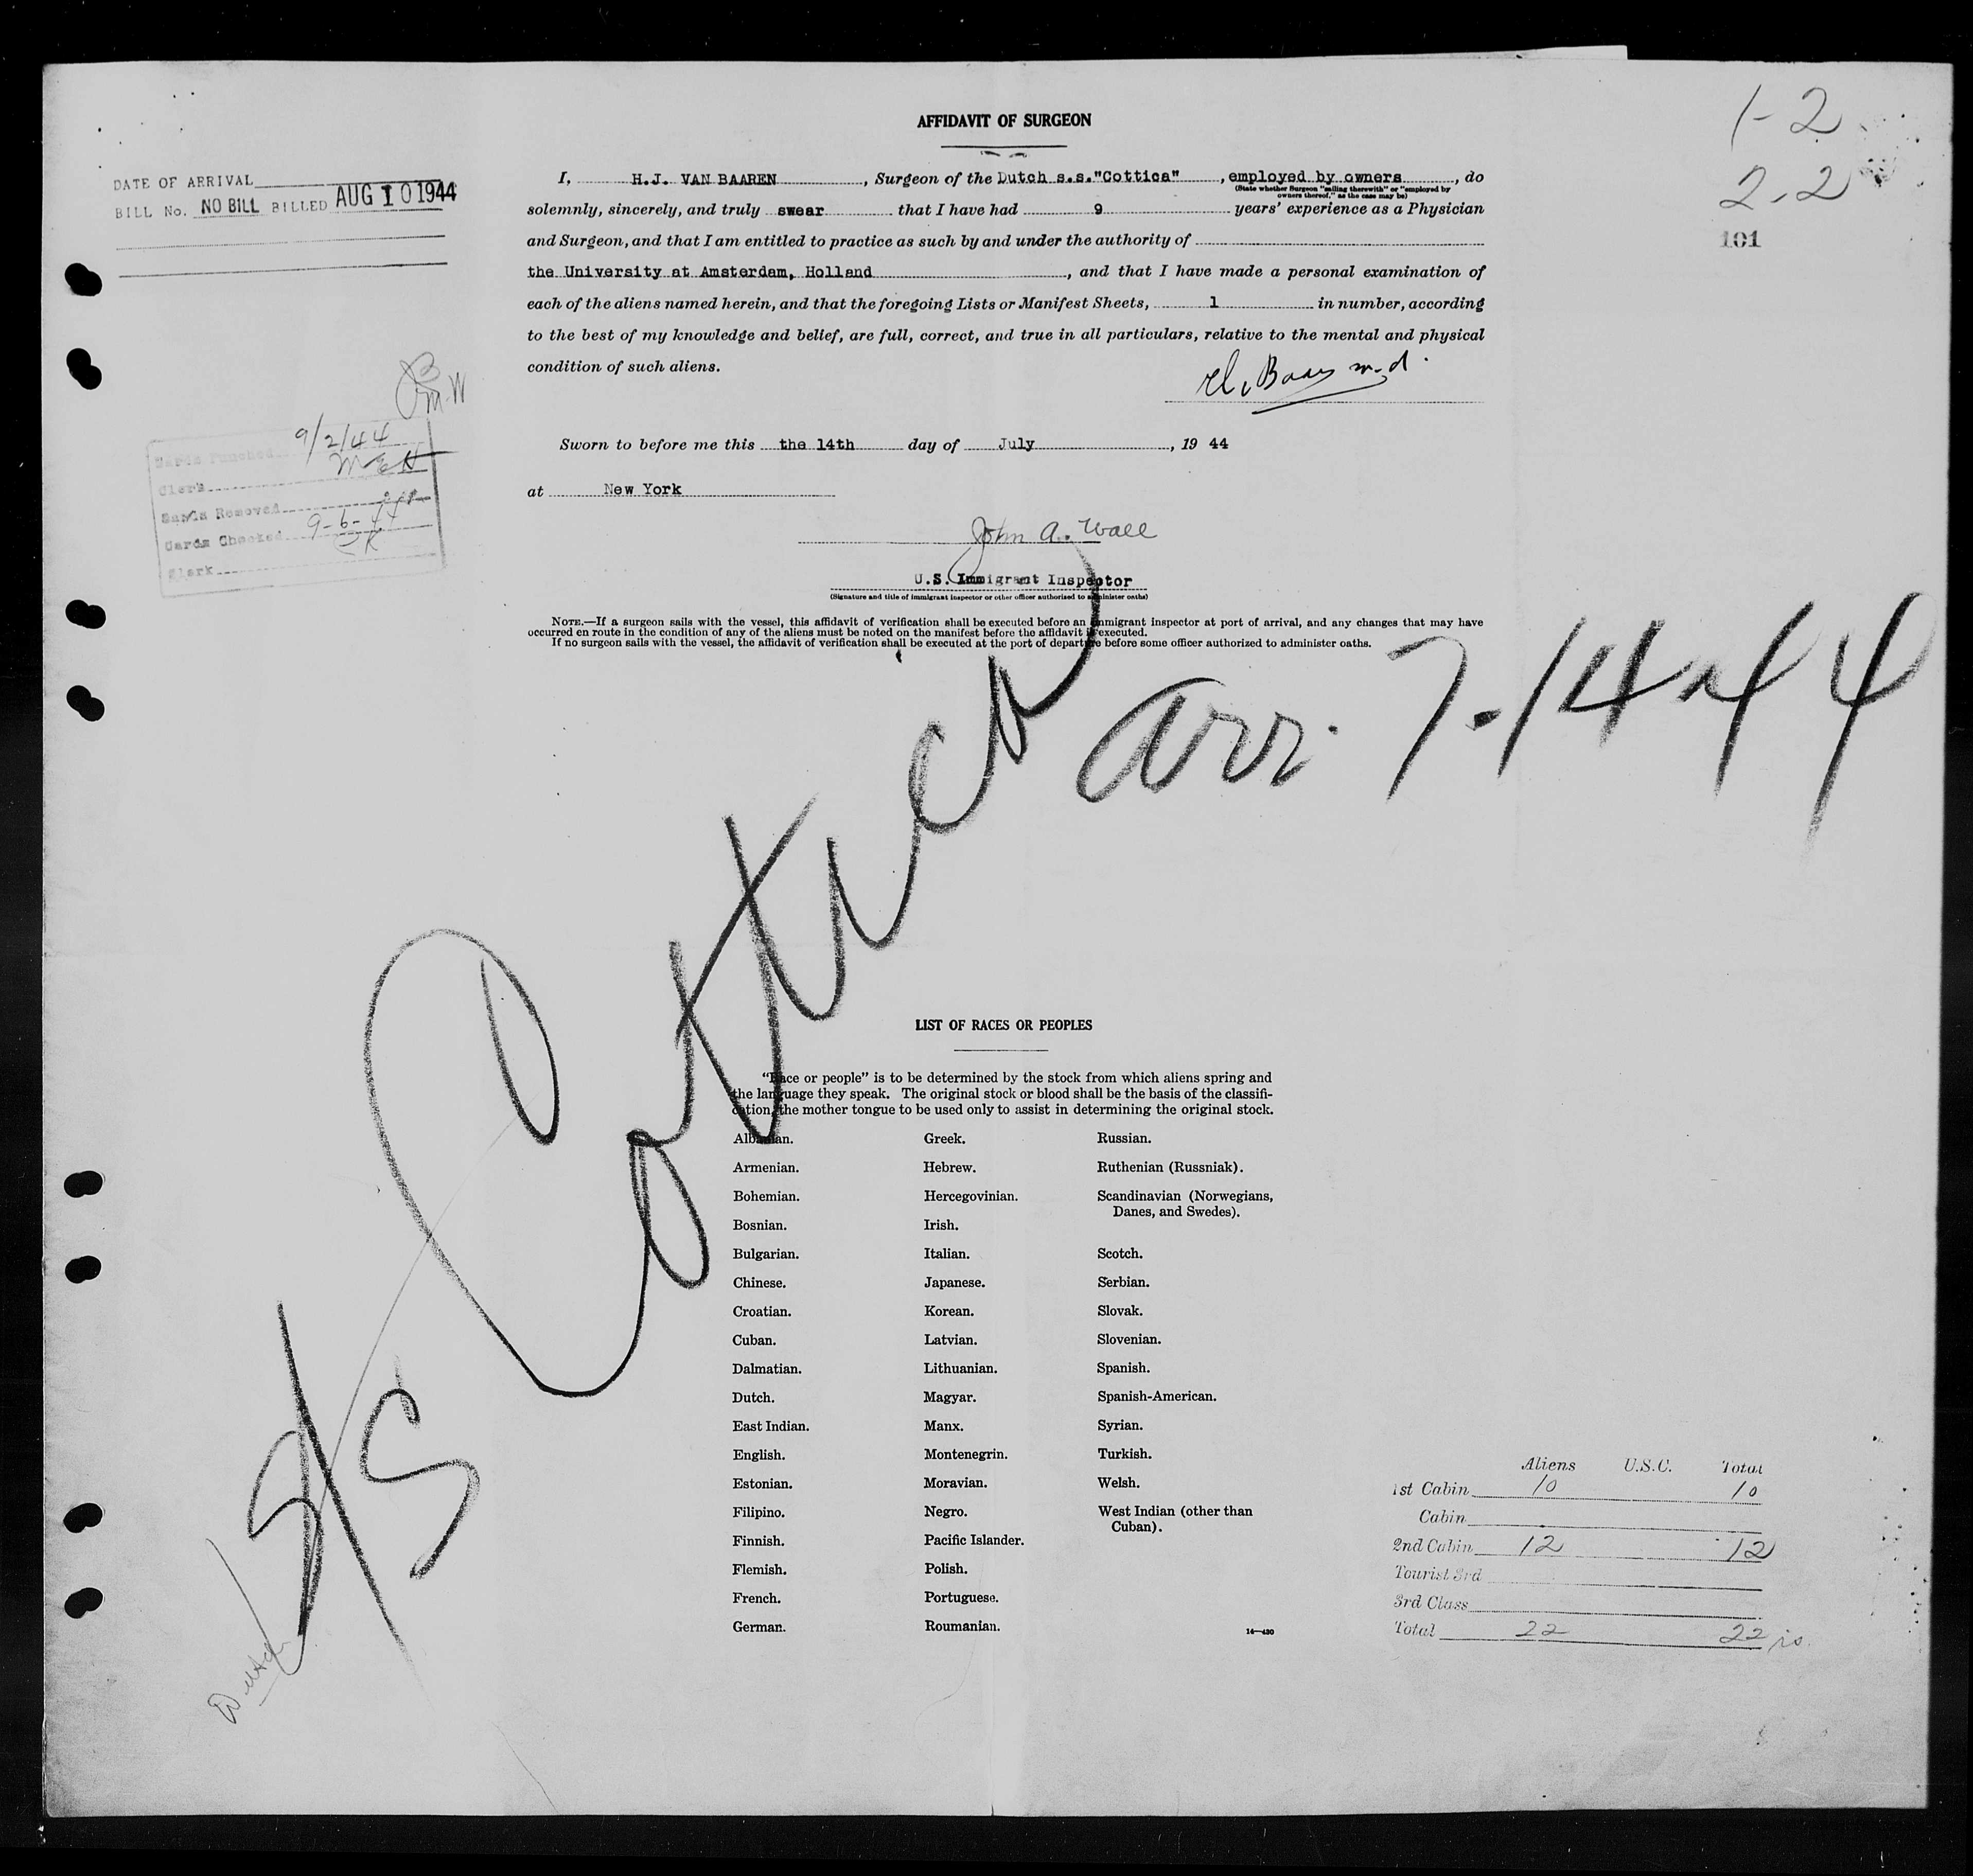 AFFIDAVIT OF SURGEON
1-2
2-2
101
DATE OF ARRIVAL
BILL No. NO BILL BILLED AUG 10 1944
I, H.J. VAN BAAREN, Surgeon of the Dutch s.s."Cottica", employed by owners, do
(State whether Surgeon "sailing therewith" or "employed by
owners thereof," as the case may be)
solemnly, sincerely, and truly swear that I have had 9 years' experience as a Physician
and Surgeon, and that I am entitled to practice as such by and under the authority of
the University at Amsterdam, Holland, and that I have made a personal examination of
each of the aliens named herein, and that the foregoing Lists or Manifest Sheets, 1 in number, according
to the best of my knowledge and belief, are full, correct, and true in all particulars, relative to the mental and physical
condition of such aliens.
m.d.
Sworn to before me this the 14th day of July, 19 44
at New York
John A. Wall
U.S. Immigrant Inspector
(Signature and title of immigrant inspector or other officer authorized to administer oaths)
Cards Punched 9/2/44
Clerk MEH
Cards Removed
Cards Checked 9-6-44
Clerk
NOTE.—If a surgeon sails with the vessel, this affidavit of verification shall be executed before an immigrant inspector at port of arrival, and any changes that may have
occurred en route in the condition of any of the aliens must be noted on the manifest before the affidavit is executed.
If no surgeon sails with the vessel, the affidavit of verification shall be executed at the port of departure before some officer authorized to administer oaths.
S/S Cottica arr. 7-14-44
Dutch
LIST OF RACES OR PEOPLES
"Race or people" is to be determined by the stock from which aliens spring and
the language they speak. The original stock or blood shall be the basis of the classifi-
cation, the mother tongue to be used only to assist in determining the original stock.
Albanian.
Armenian.
Bohemian.
Bosnian.
Bulgarian.
Chinese.
Croatian.
Cuban.
Dalmatian.
Dutch.
East Indian.
English.
Estonian.
Filipino.
Finnish.
Flemish.
French.
German.
Greek.
Hebrew.
Hercegovinian.
Irish.
Italian.
Japanese.
Korean.
Latvian.
Lithuanian.
Magyar.
Manx.
Montenegrin.
Moravian.
Negro.
Pacific Islander.
Polish.
Portuguese.
Roumanian.
Russian.
Ruthenian (Russniak).
Scandinavian (Norwegians,
Danes, and Swedes).
Scotch.
Serbian.
Slovak.
Slovenian.
Spanish.
Spanish-American.
Syrian.
Turkish.
Welsh.
West Indian (other than
Cuban).
14—430
Aliens U.S.C. Total
1st Cabin 10 10
Cabin
2nd Cabin 12 12
Tourist 3rd
3rd Class
Total 22 22